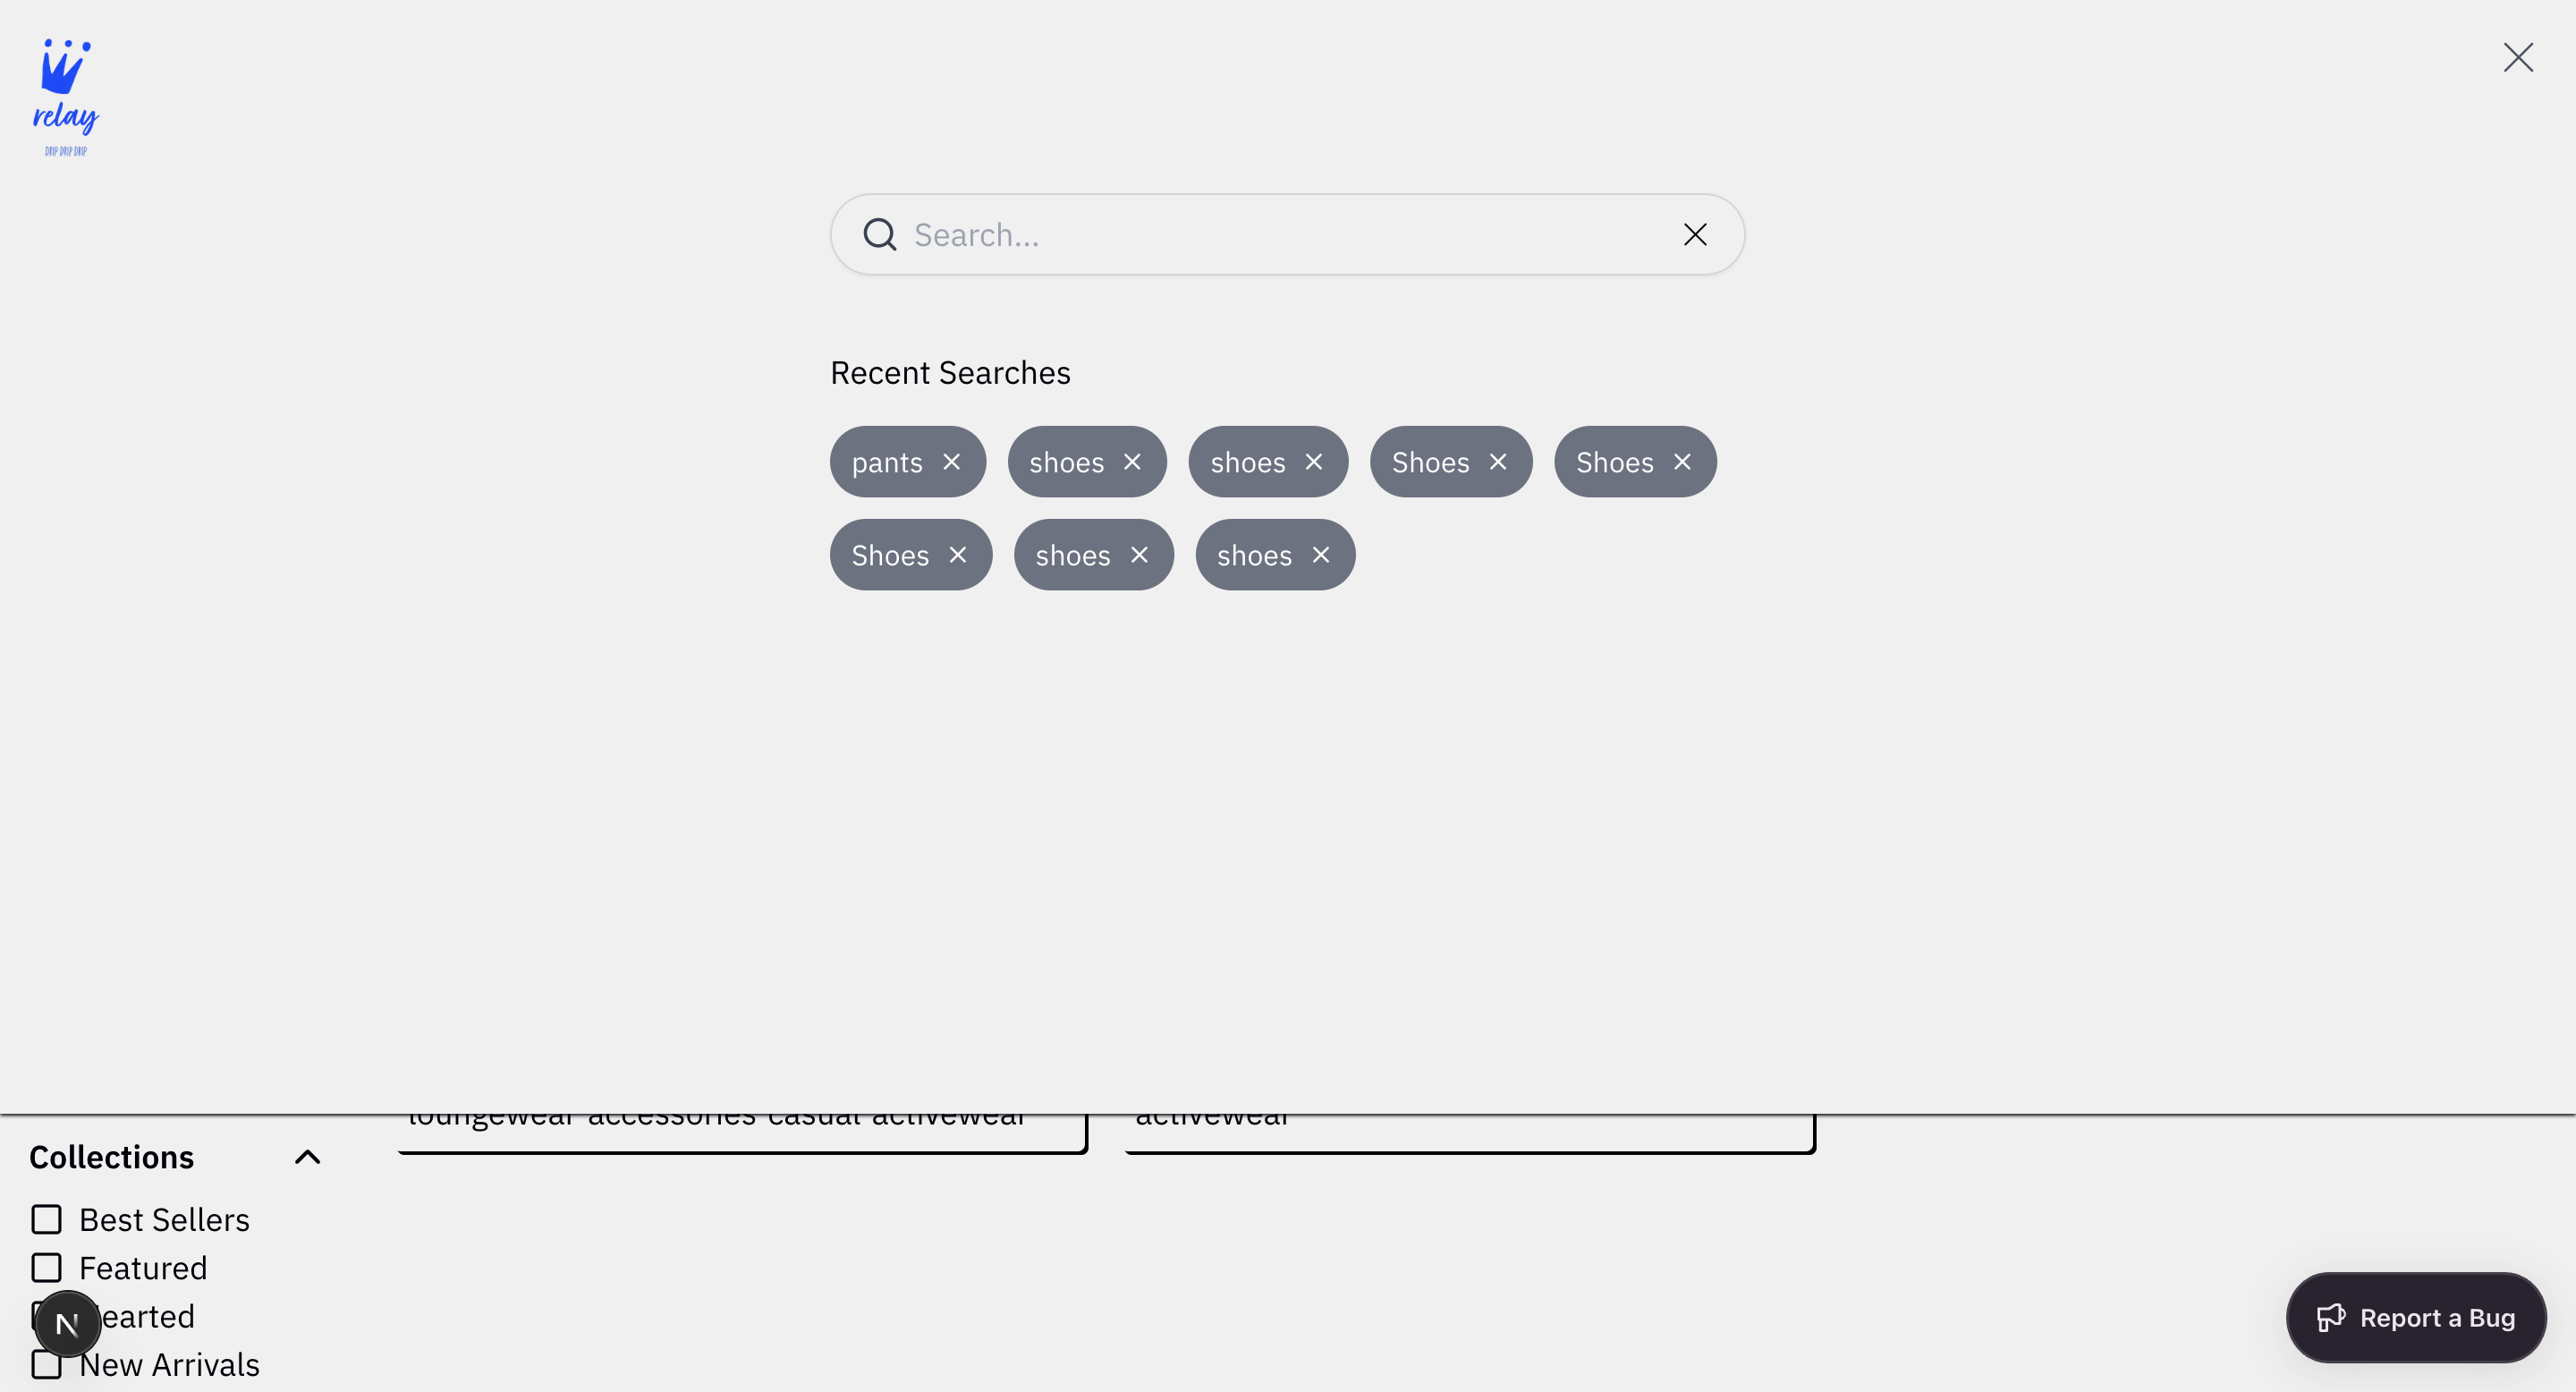 relay
DRIP DRIP DRIP
Search...
Recent Searches
pants
shoes
shoes
Shoes
Shoes
Shoes
shoes
shoes
loungewear accessories casual activewear
activewear
Collections
Best Sellers
Featured
earted
New Arrivals
N
Report a Bug